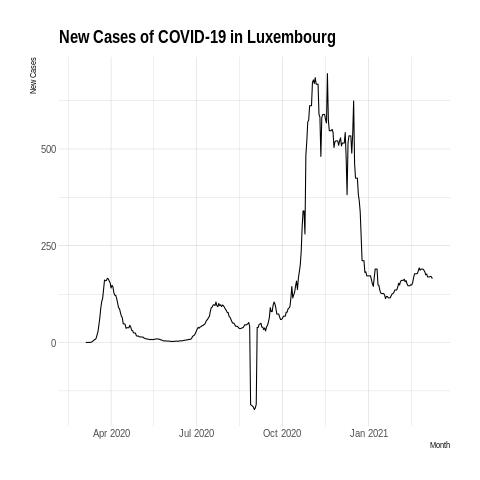 New Cases of COVID-19 in Luxembourg
New Cases
500
250
0
Apr 2020 Jul 2020 Oct 2020 Jan 2021
Month